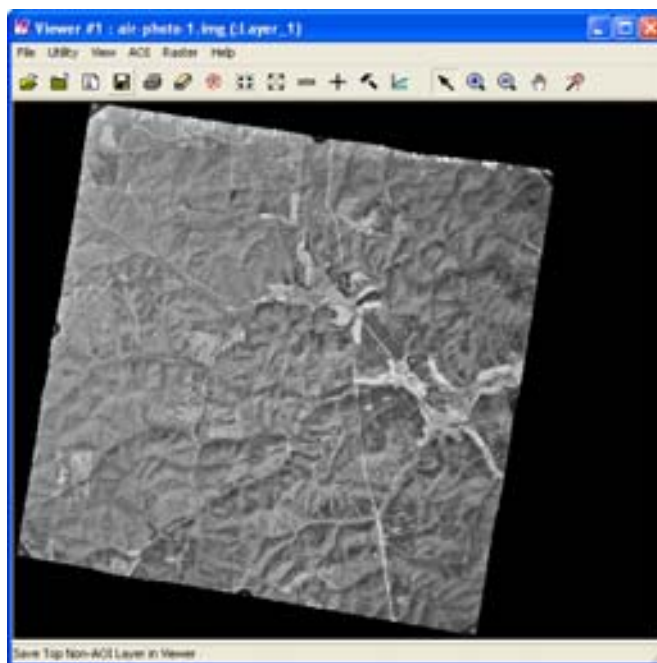 Viewer #1 : air-photo-1.img (:Layer_1)
File Utility View AOI Raster Help
Save Top Non-AOI Layer in Viewer